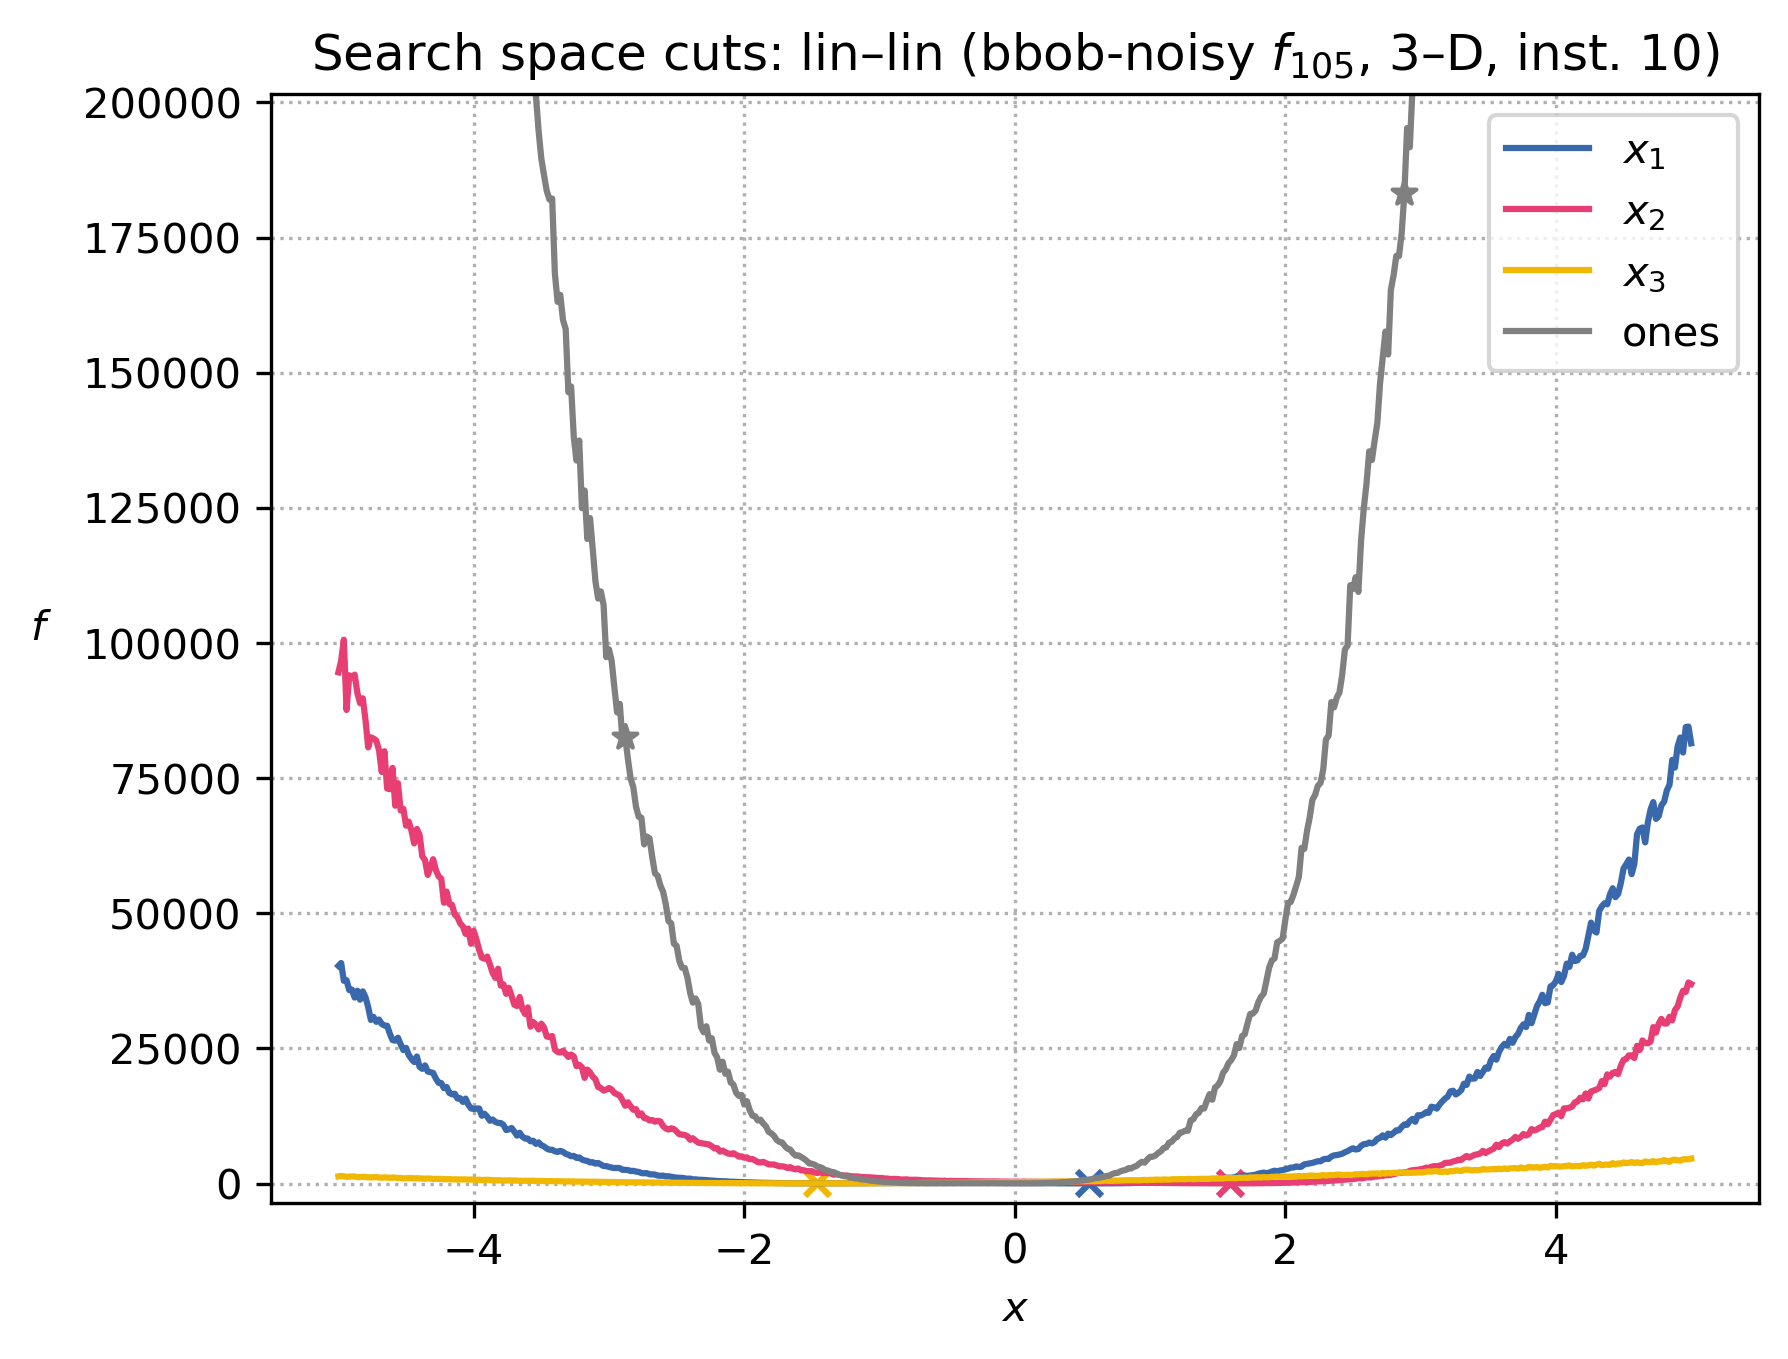 Search space cuts: lin–lin (bbob-noisy f₁₀₅, 3–D, inst. 10)
200000
175000
150000
125000
100000
75000
50000
25000
0
f
x₁
x₂
x₃
ones
−4
−2
0
2
4
x